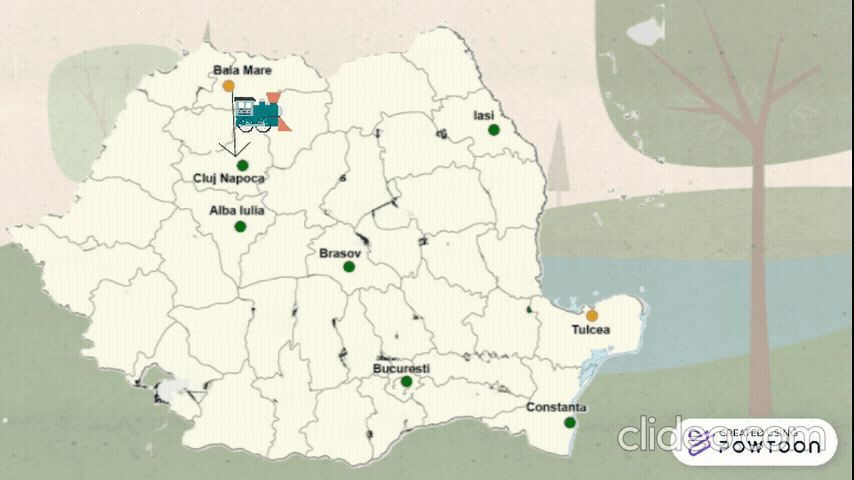 Baia Mare
Iasi
Cluj Napoca
Alba Iulia
Brasov
Tulcea
Bucuresti
Constanta
clideo.com
CREATED USING
POWTOON